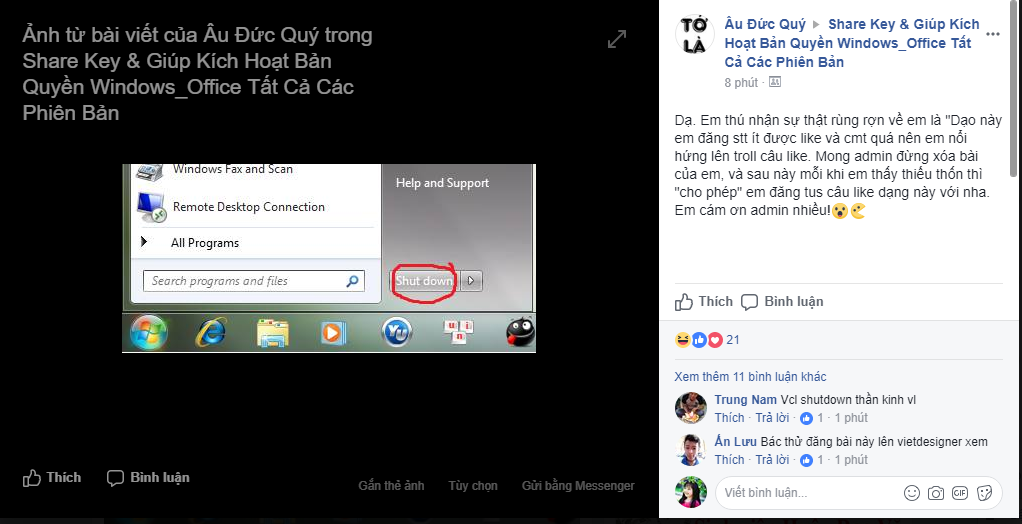 Ảnh từ bài viết của Âu Đức Quý trong
Share Key & Giúp Kích Hoạt Bản
Quyền Windows_Office Tất Cả Các
Phiên Bản
Windows Fax and Scan
Remote Desktop Connection
All Programs
Search programs and files
Help and Support
Shut down
YU
u i
n
Thích Bình luận
Gắn thẻ ảnh Tùy chọn Gửi bằng Messenger
TỚ
LÀ
Âu Đức Quý ▸ Share Key & Giúp Kích
Hoạt Bản Quyền Windows_Office Tất
Cả Các Phiên Bản
8 phút ·
Dạ. Em thú nhận sự thật rùng rợn về em là "Dạo này
em đăng stt ít được like và cmt quá nên em nổi
hứng lên troll câu like. Mong admin đừng xóa bài
của em, và sau này mỗi khi em thấy thiếu thốn thì
"cho phép" em đăng tus câu like dạng này với nha.
Em cám ơn admin nhiều!😮
Thích Bình luận
21
Xem thêm 11 bình luận khác
Trung Nam Vcl shutdown thần kinh vl
Thích · Trả lời · 1 · 1 phút
Ấn Lưu Bác thử đăng bài này lên vietdesigner xem
Thích · Trả lời · 1 · 1 phút
Viết bình luận...
GIF